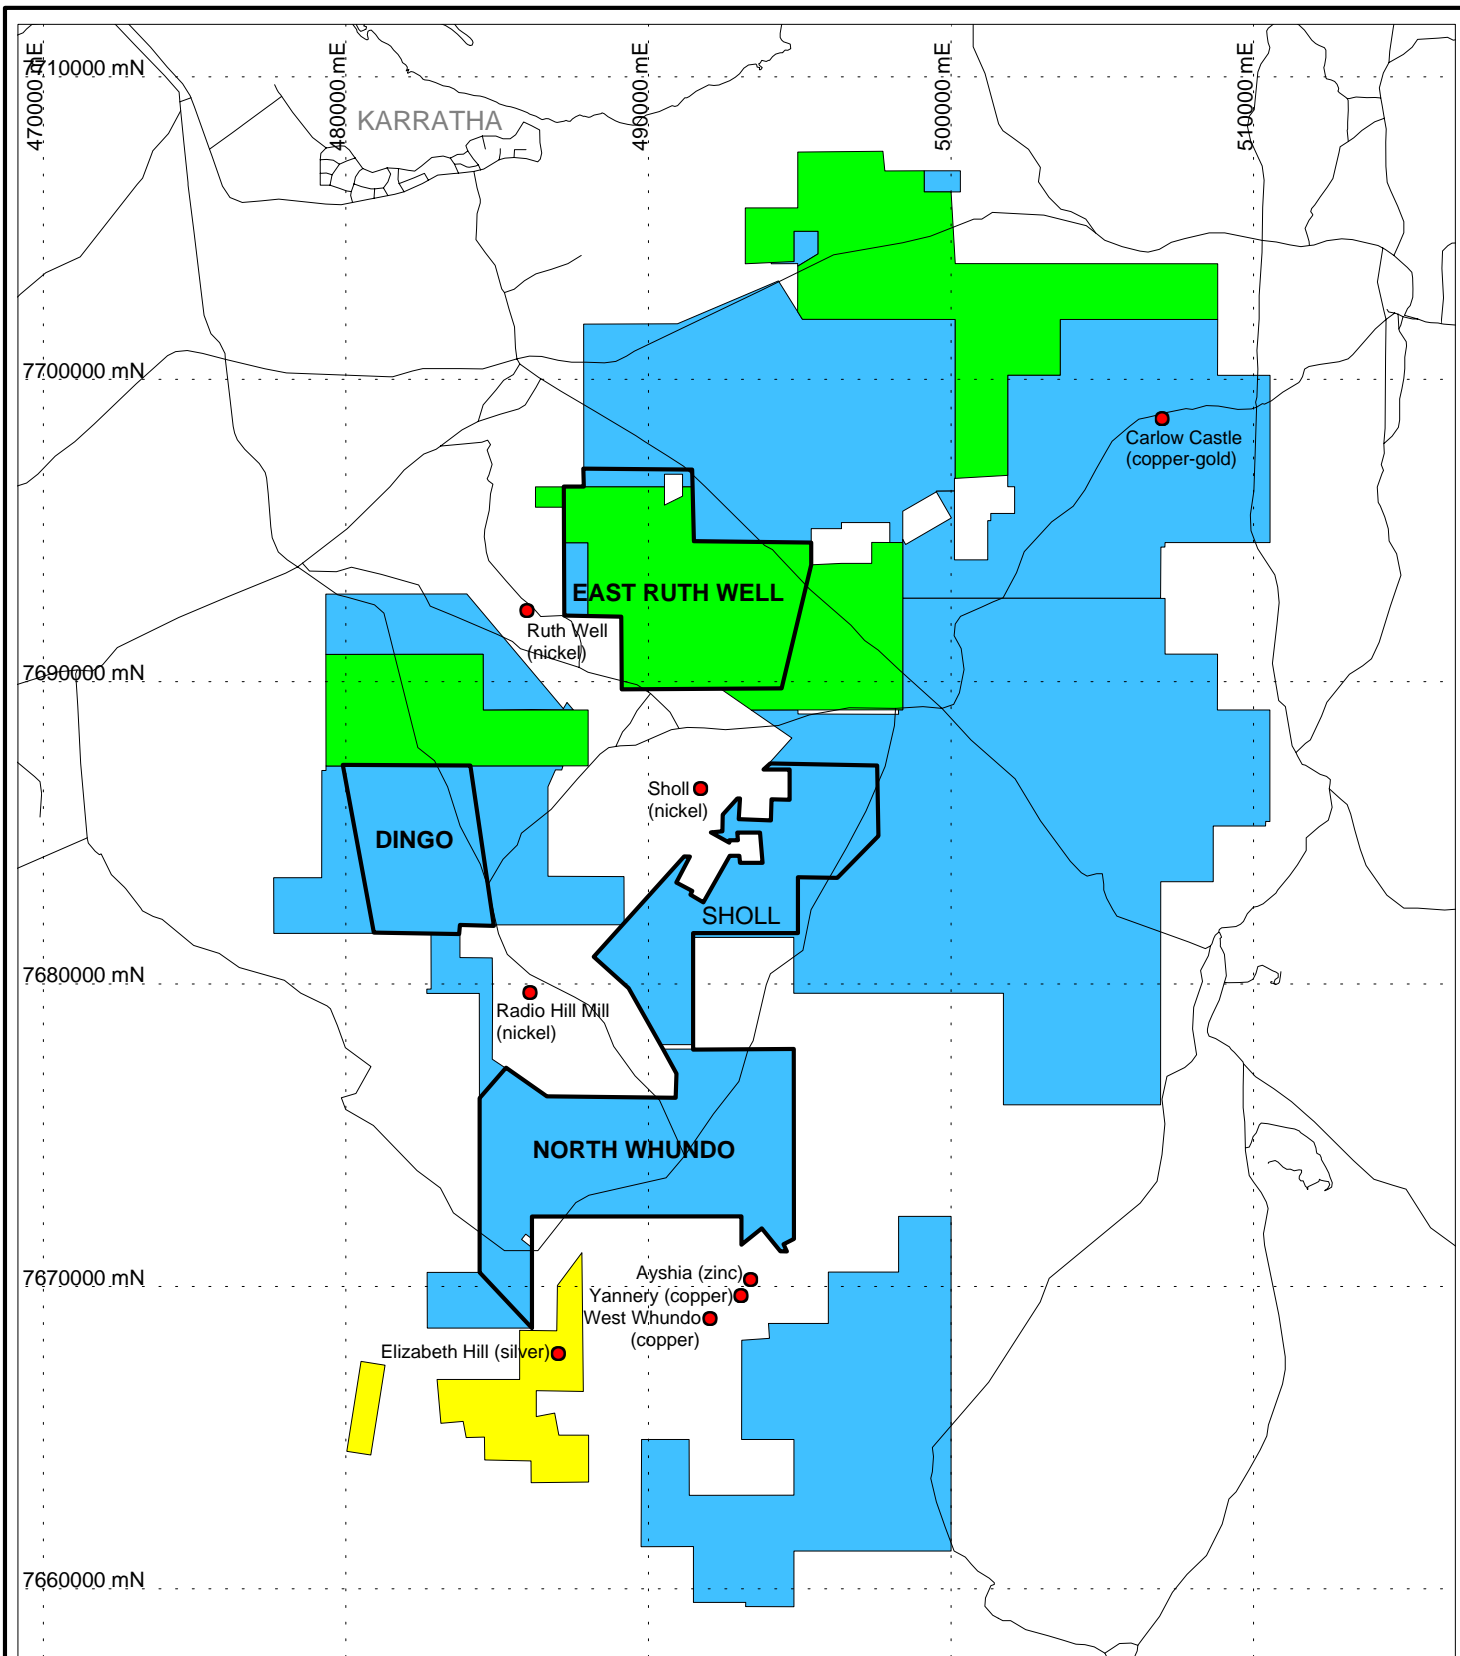 470000 mE
480000 mE
490000 mE
500000 mE
510000 mE
7710000 mN
KARRATHA
7700000 mN
Carlow Castle
(copper-gold)
EAST RUTH WELL
Ruth Well
(nickel)
7690000 mN
Sholl
(nickel)
DINGO
SHOLL
7680000 mN
Radio Hill Mill
(nickel)
NORTH WHUNDO
7670000 mN
Ayshia (zinc)
Yannery (copper)
West Whundo
(copper)
Elizabeth Hill (silver)
7660000 mN